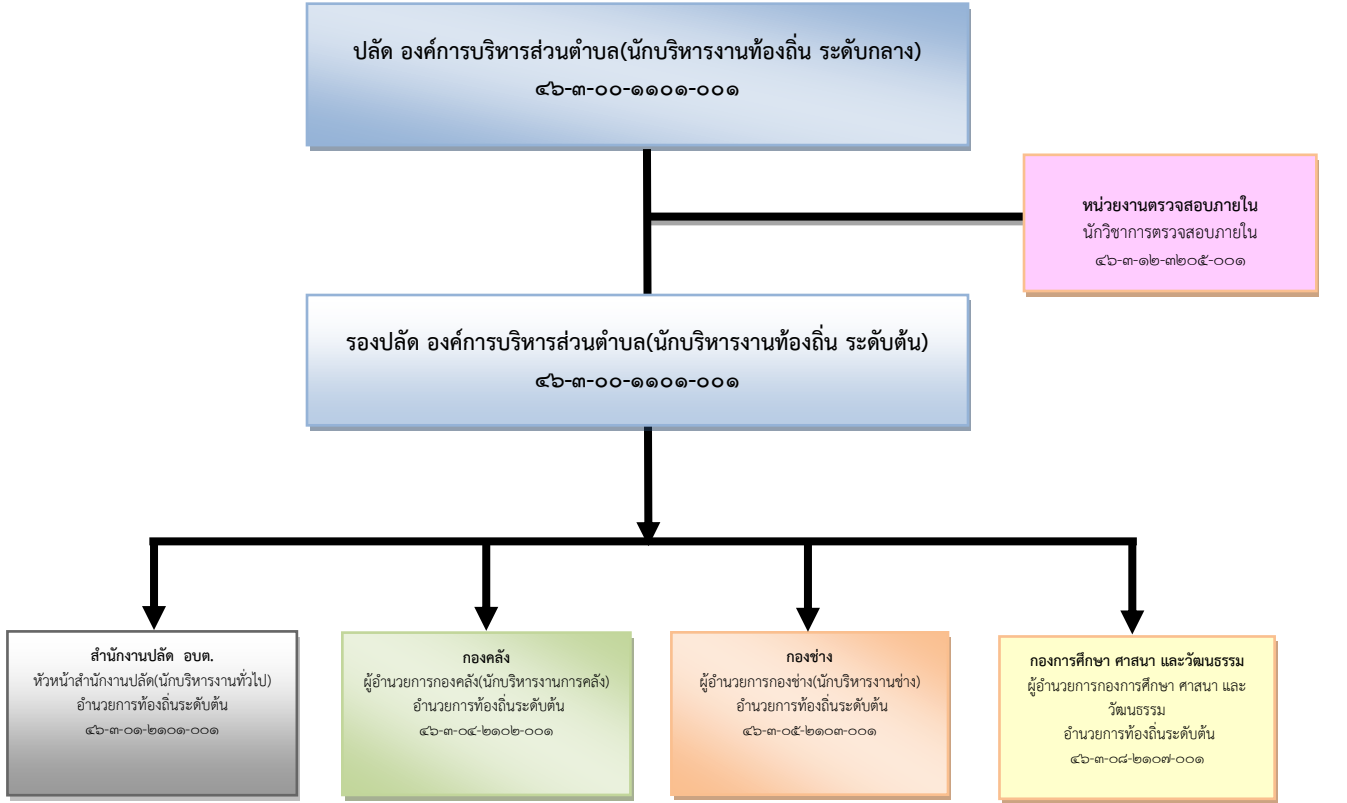 ปลัด องค์การบริหารส่วนตำบล(นักบริหารงานท้องถิ่น ระดับกลาง)
๔๖-๓-๐๐-๑๑๐๑-๐๐๑
หน่วยงานตรวจสอบภายใน
นักวิชาการตรวจสอบภายใน
๔๖-๓-๑๒-๓๒๐๕-๐๐๑
รองปลัด องค์การบริหารส่วนตำบล(นักบริหารงานท้องถิ่น ระดับต้น)
๔๖-๓-๐๐-๑๑๐๑-๐๐๑
สำนักงานปลัด อบต.
หัวหน้าสำนักงานปลัด(นักบริหารงานทั่วไป)
อำนวยการท้องถิ่นระดับต้น
๔๖-๓-๐๑-๒๑๐๑-๐๐๑
กองคลัง
ผู้อำนวยการกองคลัง(นักบริหารงานการคลัง)
อำนวยการท้องถิ่นระดับต้น
๔๖-๓-๐๔-๒๑๐๒-๐๐๑
กองช่าง
ผู้อำนวยการกองช่าง(นักบริหารงานช่าง)
อำนวยการท้องถิ่นระดับต้น
๔๖-๓-๐๕-๒๑๐๓-๐๐๑
กองการศึกษา ศาสนา และวัฒนธรรม
ผู้อำนวยการกองการศึกษา ศาสนา และ
วัฒนธรรม
อำนวยการท้องถิ่นระดับต้น
๔๖-๓-๐๘-๒๑๐๗-๐๐๑